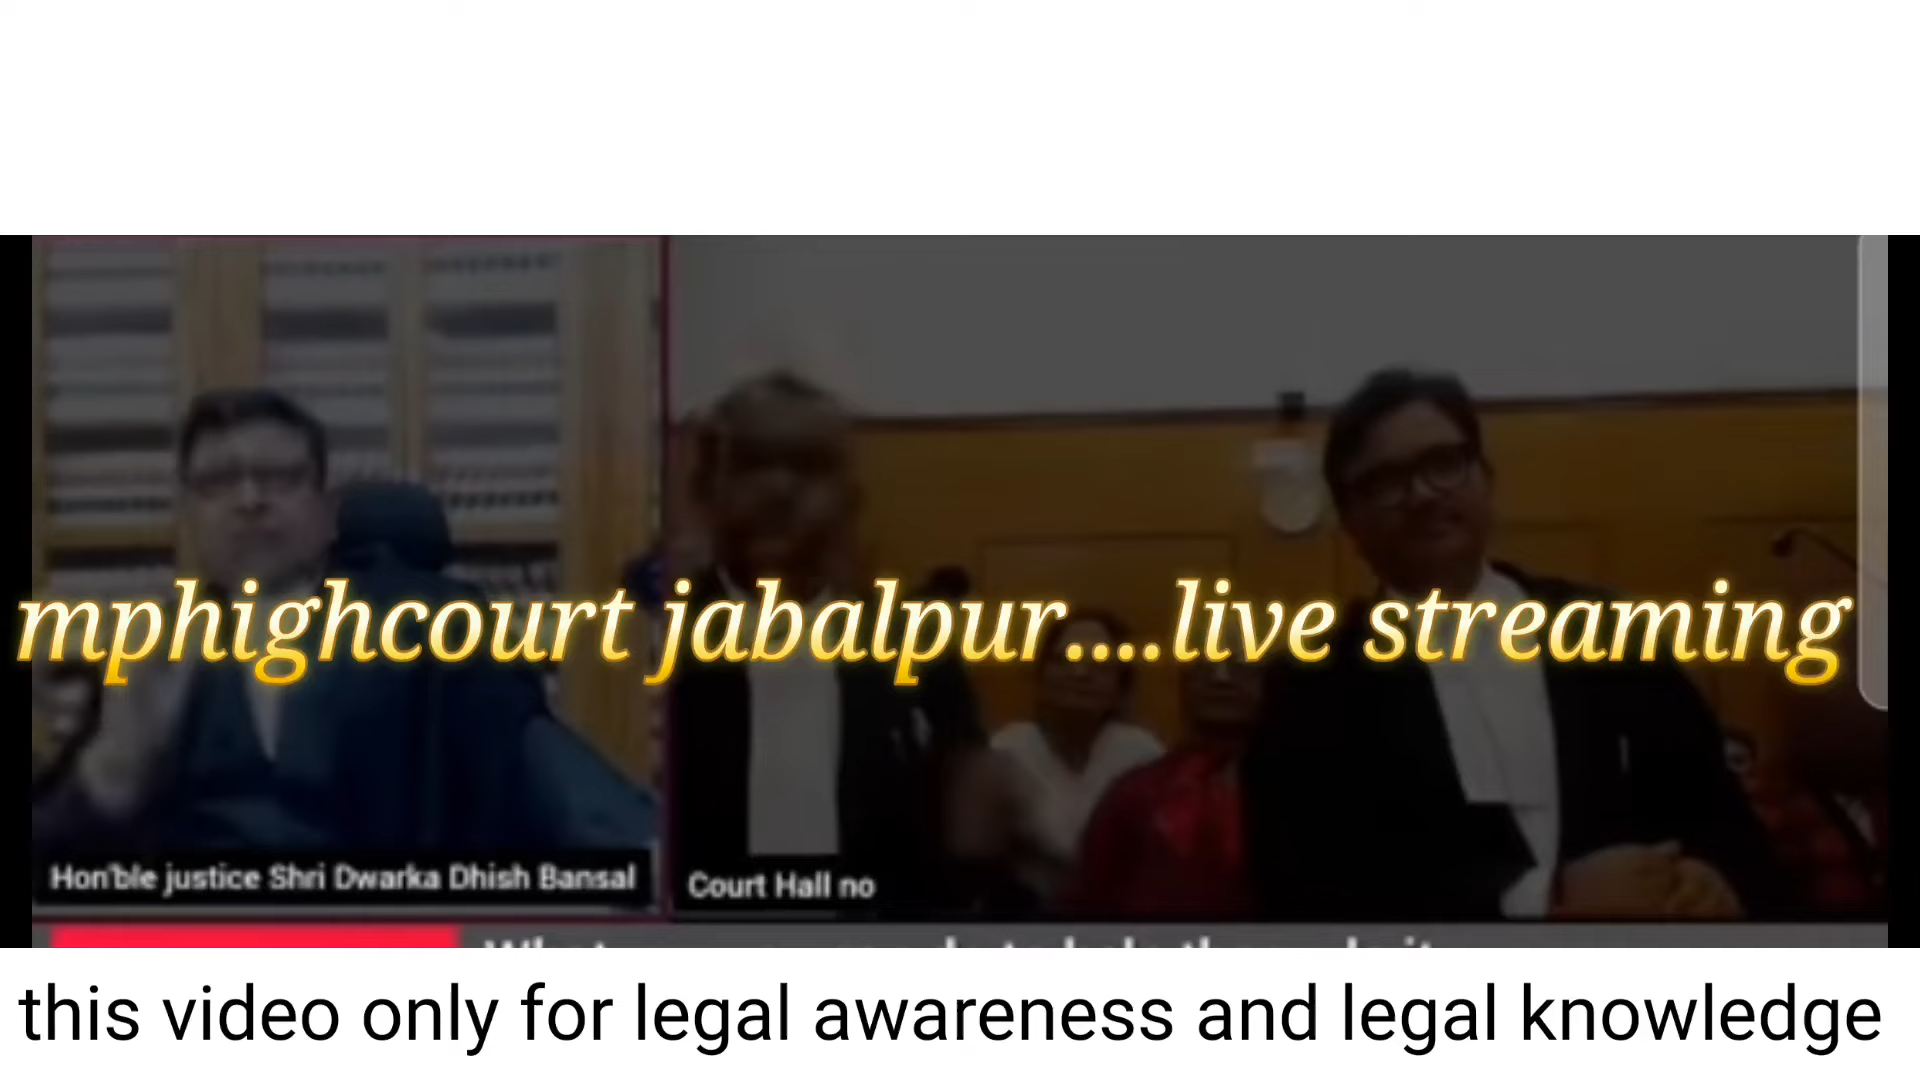 mphighcourt jabalpur....live streaming
Hon'ble justice Shri Dwarka Dhish Bansal
Court Hall no
this video only for legal awareness and legal knowledge